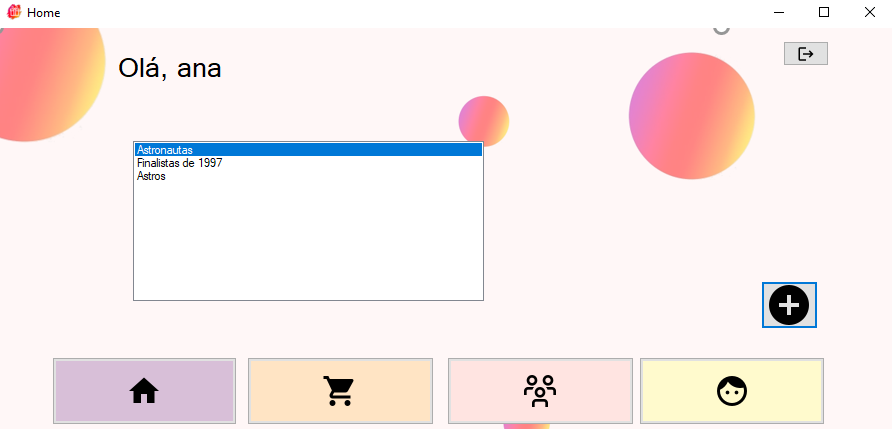 Home
Olá, ana
Astronautas
Finalistas de 1997
Astros